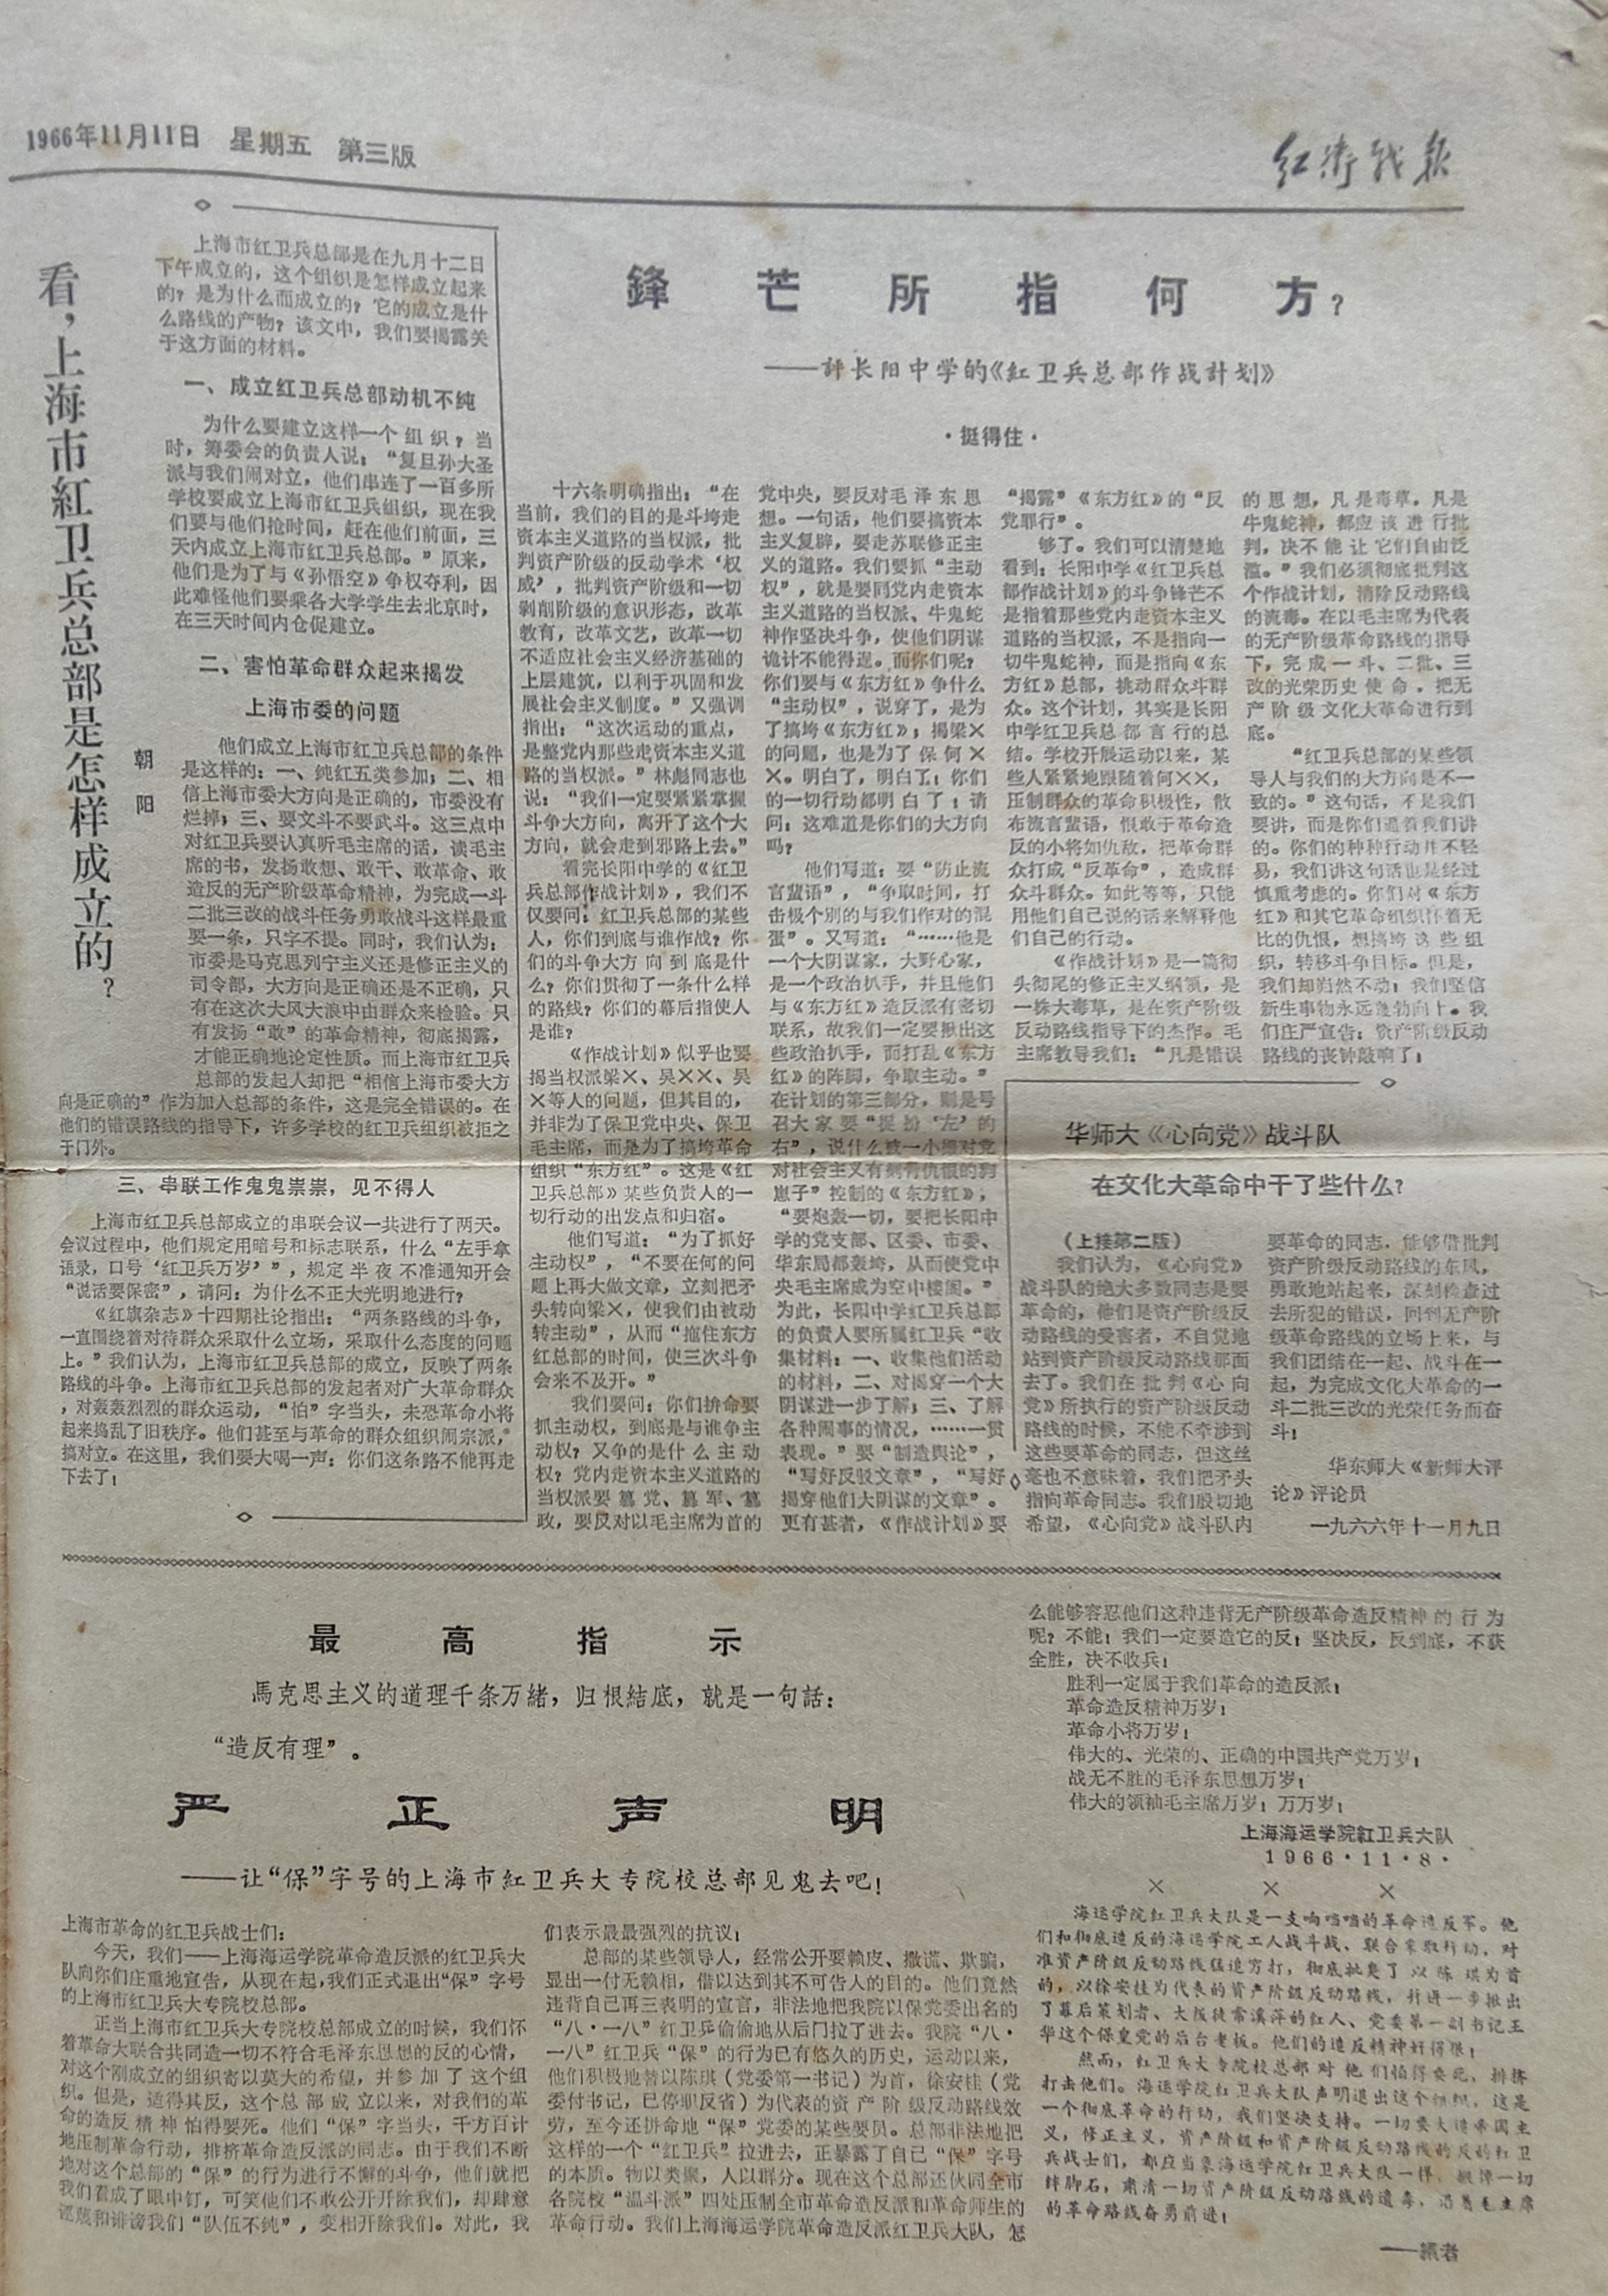 1966年11月11日 星期五 第三版
红卫战报
看，上海市紅卫兵总部是怎样成立的？
朝阳
上海市红卫兵总部是在九月十二日
下午成立的，这个组织是怎样成立起来
的？是为什么而成立的？它的成立是什
么路线的产物？该文中，我们要揭露关
于这方面的材料。
一、成立红卫兵总部动机不纯
为什么要建立这样一个组织？当
时，筹委会的负责人说：“复旦孙大圣
派与我们闹对立，他们串连了一百多所
学校要成立上海市红卫兵组织，现在我
们要与他们抢时间，赶在他们前面，三
天内成立上海市红卫兵总部。”原来，
他们是为了与《孙悟空》争权夺利，因
此难怪他们要乘各大学学生去北京时，
在三天时间内仓促建立。
二、害怕革命群众起来揭发
上海市委的问题
他们成立上海市红卫兵总部的条件
是这样的：一、纯红五类参加；二、相
信上海市委大方向是正确的，市委没有
烂掉；三、要文斗不要武斗。这三点中
对红卫兵要认真听毛主席的话，读毛主
席的书，发扬敢想、敢干、敢革命、敢
造反的无产阶级革命精神，为完成一斗
二批三改的战斗任务勇敢战斗这样最重
要一条，只字不提。同时，我们认为：
市委是马克思列宁主义还是修正主义的
司令部，大方向是正确还是不正确，只
有在这次大风大浪中由群众来检验。只
有发扬“敢”的革命精神，彻底揭露，
才能正确地论定性质。而上海市红卫兵
总部的发起人却把“相信上海市委大方
向是正确的”作为加入总部的条件，这是完全错误的。在
他们的错误路线的指导下，许多学校的红卫兵组织被拒之
于门外。
三、串联工作鬼鬼祟祟，见不得人
上海市红卫兵总部成立的串联会议一共进行了两天。
会议过程中，他们规定用暗号和标志联系，什么“左手拿
语录，口号‘红卫兵万岁’”，规定半夜不准通知开会
“说话要保密”，请问：为什么不正大光明地进行？
《红旗杂志》十四期社论指出：“两条路线的斗争，
一直围绕着对待群众采取什么立场，采取什么态度的问题
上。”我们认为，上海市红卫兵总部的成立，反映了两条
路线的斗争。上海市红卫兵总部的发起者对广大革命群众
，对轰轰烈烈的群众运动，“怕”字当头，未恐革命小将
起来捣乱了旧秩序。他们甚至与革命的群众组织闹宗派，
搞对立。在这里，我们要大喝一声：你们这条路不能再走
下去了！
鋒芒所指何方？
——評长阳中学的《紅卫兵总部作战計划》
·挺得住·
十六条明确指出：“在
当前，我们的目的是斗垮走
资本主义道路的当权派，批
判资产阶级的反动学术‘权
威’，批判资产阶级和一切
剥削阶级的意识形态，改革
教育，改革文艺，改革一切
不适应社会主义经济基础的
上层建筑，以利于巩固和发
展社会主义制度。”又强调
指出：“这次运动的重点，
是整党内那些走资本主义道
路的当权派。”林彪同志也
说：“我们一定要紧紧掌握
斗争大方向，离开了这个大
方向，就会走到邪路上去。”
看完长阳中学的《红卫
兵总部作战计划》，我们不
仅要问：红卫兵总部的某些
人，你们到底与谁作战？你
们的斗争大方向到底是什
么？你们贯彻了一条什么样
的路线？你们的幕后指使人
是谁？
《作战计划》似乎也要
揭当权派梁×、吴××、吴
×等人的问题，但其目的，
并非为了保卫党中央、保卫
毛主席，而是为了搞垮革命
组织“东方红”。这是《红
卫兵总部》某些负责人的一
切行动的出发点和归宿。
他们写道：“为了抓好
主动权”，“不要在何的问
题上再大做文章，立刻把矛
头转向梁×，使我们由被动
转主动”，从而“拖住东方
红总部的时间，使三次斗争
会来不及开。”
我们要问：你们拚命要
抓主动权，到底是与谁争主
动权？又争的是什么主动
权？党内走资本主义道路的
当权派要篡党、篡军、篡
政，要反对以毛主席为首的
党中央，要反对毛泽东思
想。一句话，他们要搞资本
主义复辟，要走苏联修正主
义的道路。我们要抓“主动
权”，就是要同党内走资本
主义道路的当权派、牛鬼蛇
神作坚决斗争，使他们阴谋
诡计不能得逞。而你们呢？
你们要与《东方红》争什么
“主动权”，说穿了，是为
了搞垮《东方红》；揭梁×
的问题，也是为了保何×
×。明白了，明白了！你们
的一切行动都明白了！请
问：这难道是你们的大方向
吗？
他们写道：要“防止流
言蜚语”，“争取时间，打
击极个别的与我们作对的混
蛋”。又写道：“……他是
一个大阴谋家，大野心家，
是一个政治扒手，并且他们
与《东方红》造反派有密切
联系，故我们一定要揪出这
些政治扒手，而打乱《东方
红》的阵脚，争取主动。”
在计划的第三部分，则是号
召大家要“提扮‘左’的
右”，说什么被一小撮对党
对社会主义有刻骨仇恨的狗
崽子”控制的《东方红》，
“要炮轰一切，要把长阳中
学的党支部、区委、市委、
华东局都轰垮，从而使党中
央毛主席成为空中楼阁。”
为此，长阳中学红卫兵总部
的负责人要所属红卫兵“收
集材料：一、收集他们活动
的材料，二、对揭穿一个大
阴谋进一步了解；三、了解
各种闹事的情况，……一贯
表现。”要“制造舆论”，
“写好反驳文章”，“写好
揭穿他们大阴谋的文章”。
更有甚者，《作战计划》要
“揭露”《东方红》的“反
党罪行”。
够了。我们可以清楚地
看到：长阳中学《红卫兵总
部作战计划》的斗争锋芒不
是指着那些党内走资本主义
道路的当权派，不是指向一
切牛鬼蛇神，而是指向《东
方红》总部，挑动群众斗群
众。这个计划，其实是长阳
中学红卫兵总部言行的总
结。学校开展运动以来，某
些人紧紧地跟随着何××，
压制群众的革命积极性，散
布流言蜚语，恨敢于革命造
反的小将如仇敌，把革命群
众打成“反革命”，造成群
众斗群众。如此等等，只能
用他们自己说的话来解释他
们自己的行动。
《作战计划》是一篇彻
头彻尾的修正主义纲领，是
一株大毒草，是在资产阶级
反动路线指导下的杰作。毛
主席教导我们：“凡是错误
的思想，凡是毒草，凡是
牛鬼蛇神，都应该进行批
判，决不能让它们自由泛
滥。”我们必须彻底批判这
个作战计划，清除反动路线
的流毒。在以毛主席为代表
的无产阶级革命路线的指导
下，完成一斗、二批、三
改的光荣历史使命，把无
产阶级文化大革命进行到
底。
“红卫兵总部的某些领
导人与我们的大方向是不一
致的。”这句话，不是我们
要讲，而是你们逼着我们讲
的。你们的种种行动并不轻
易，我们讲这句话也是经过
慎重考虑的。你们对《东方
红》和其它革命组织怀着无
比的仇恨，想搞垮这些组
织，转移斗争目标。但是，
我们却岿然不动！我们坚信
新生事物永远蓬勃向上。我
们庄严宣告：资产阶级反动
路线的丧钟敲响了！
华师大《心向党》战斗队
在文化大革命中干了些什么？
（上接第二版）
我们认为，《心向党》
战斗队的绝大多数同志是要
革命的，他们是资产阶级反
动路线的受害者，不自觉地
站到资产阶级反动路线那面
去了。我们在批判《心向
党》所执行的资产阶级反动
路线的时候，不能不牵涉到
这些要革命的同志，但这丝
毫也不意味着，我们把矛头
指向革命同志。我们殷切地
希望，《心向党》战斗队内
要革命的同志，能够借批判
资产阶级反动路线的东风，
勇敢地站起来，深刻检查过
去所犯的错误，回到无产阶
级革命路线的立场上来，与
我们团结在一起、战斗在一
起，为完成文化大革命的一
斗二批三改的光荣任务而奋
斗！
华东师大《新师大评
论》评论员
一九六六年十一月九日
最高指示
馬克思主义的道理千条万緒，归根結底，就是一句話：
“造反有理”。
严正声明
——让“保”字号的上海市紅卫兵大专院校总部见鬼去吧！
上海市革命的红卫兵战士们：
今天，我们——上海海运学院革命造反派的红卫兵大
队向你们庄重地宣告，从现在起，我们正式退出“保”字号
的上海市红卫兵大专院校总部。
正当上海市红卫兵大专院校总部成立的时候，我们怀
着革命大联合共同造一切不符合毛泽东思想的反的心情，
对这个刚成立的组织寄以莫大的希望，并参加了这个组
织。但是，适得其反，这个总部成立以来，对我们的革
命的造反精神怕得要死。他们“保”字当头，千方百计
地压制革命行动，排挤革命造反派的同志。由于我们不断
地对这个总部的“保”的行为进行不懈的斗争，他们就把
我们看成了眼中钉，可笑他们不敢公开开除我们，却肆意
诬蔑和诽谤我们“队伍不纯”，变相开除我们。对此，我
们表示最最强烈的抗议！
总部的某些领导人，经常公开要赖皮、撒谎、欺骗，
显出一付无赖相，借以达到其不可告人的目的。他们竟然
违背自己再三表明的宣言，非法地把我院以保党委出名的
“八·一八”红卫兵偷偷地从后门拉了进去。我院“八·
一八”红卫兵“保”的行为已有悠久的历史，运动以来，
他们积极地替以陈琪（党委第一书记）为首，徐安桂（党
委付书记，已停职反省）为代表的资产阶级反动路线效
劳，至今还拼命地“保”党委的某些要员。总部非法地把
这样的一个“红卫兵”拉进去，正暴露了自己“保”字号
的本质。物以类聚，人以群分。现在这个总部还伙同全市
各院校“温斗派”四处压制全市革命造反派和革命师生的
革命行动。我们上海海运学院革命造反派红卫兵大队，怎
么能够容忍他们这种违背无产阶级革命造反精神的行为
呢？不能！我们一定要造它的反！坚决反，反到底，不获
全胜，决不收兵！
胜利一定属于我们革命的造反派！
革命造反精神万岁！
革命小将万岁！
伟大的、光荣的、正确的中国共产党万岁！
战无不胜的毛泽东思想万岁！
伟大的领袖毛主席万岁！万万岁！
上海海运学院紅卫兵大队
1966·11·8·
× × ×
海运学院红卫兵大队是一支响当当的革命造反军。他
们和彻底造反的海运学院工人战斗战、联合采取行动，对
准资产阶级反动路线猛追穷打，彻底批臭了以陈琪为首
的，以徐安桂为代表的资产阶级反动路线，并进一步揪出
了幕后策划者、大叛徒常溪萍的红人、党委第一副书记王
华这个保皇党的后台老板。他们的造反精神好得很！
然而，红卫兵大专院校总部对他们怕得要死，排挤
打击他们。海运学院红卫兵大队声明退出这个组织，这是
一个彻底革命的行动，我们坚决支持。一切要大造帝国主
义，修正主义，资产阶级和资产阶级反动路线的反的红卫
兵战士们，都应当象海运学院红卫兵大队一样，搬掉一切
绊脚石，肃清一切资产阶级反动路线的遗毒，沿着毛主席
的革命路线奋勇前进！
——编者